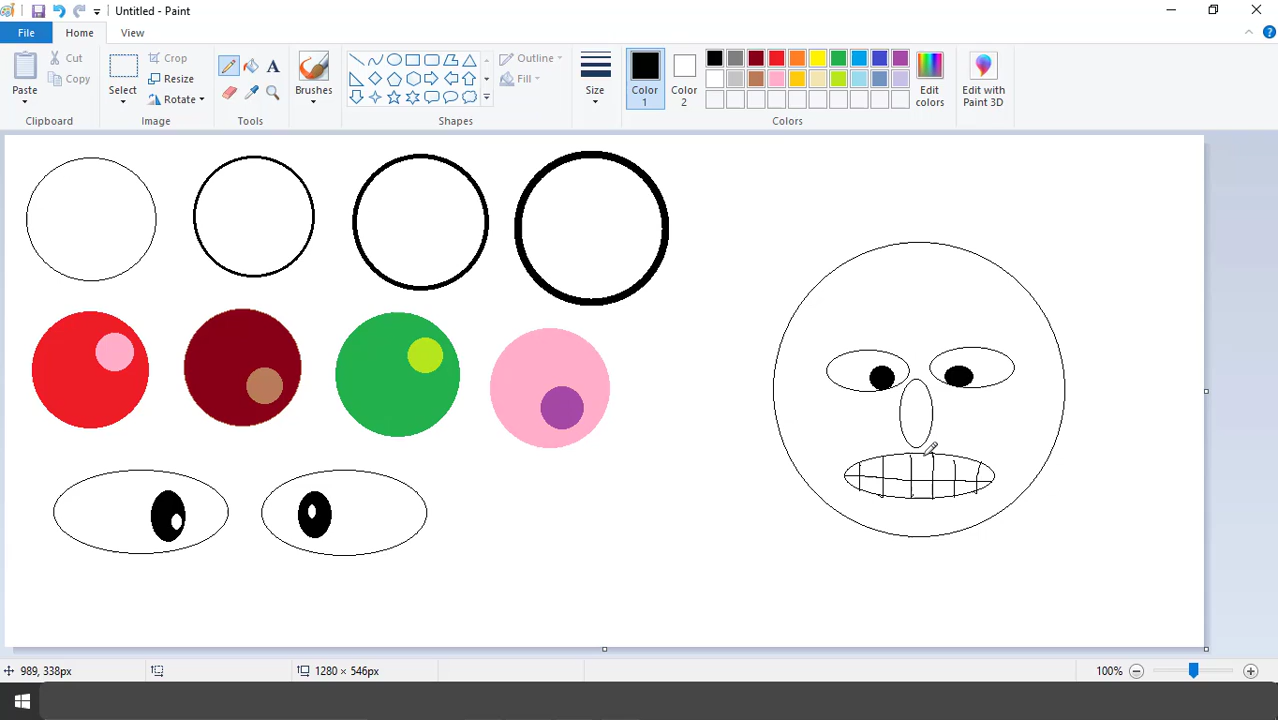 Untitled - Paint
File Home View
Paste
Cut
Copy
Clipboard
Select
Crop
Resize
Rotate
Image
A
Tools
Brushes
Outline
Fill
Shapes
Size
Color 1
Color 2
Edit colors
Colors
Edit with Paint 3D
989, 338px
1280 × 546px
100%